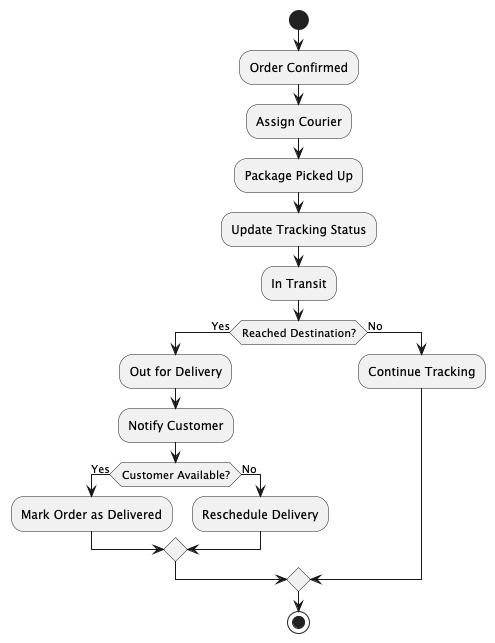 Order Confirmed
Assign Courier
Package Picked Up
Update Tracking Status
In Transit
Yes
Reached Destination?
No
Out for Delivery
Continue Tracking
Notify Customer
Yes
Customer Available?
No
Mark Order as Delivered
Reschedule Delivery